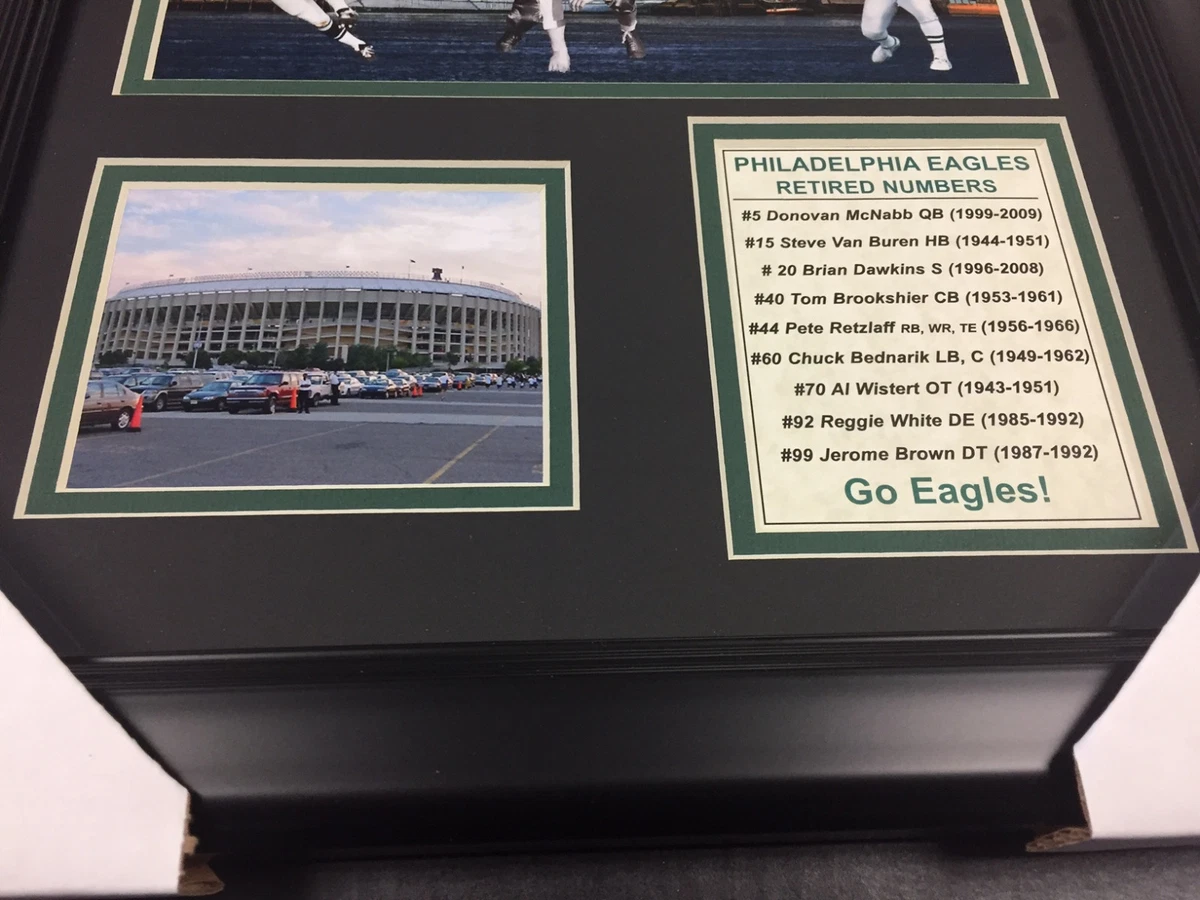 PHILADELPHIA EAGLES
RETIRED NUMBERS
#5 Donovan McNabb QB (1999-2009)
#15 Steve Van Buren HB (1944-1951)
# 20 Brian Dawkins S (1996-2008)
#40 Tom Brookshier CB (1953-1961)
#44 Pete Retzlaff RB, WR, TE (1956-1966)
#60 Chuck Bednarik LB, C (1949-1962)
#70 Al Wistert OT (1943-1951)
#92 Reggie White DE (1985-1992)
#99 Jerome Brown DT (1987-1992)
Go Eagles!